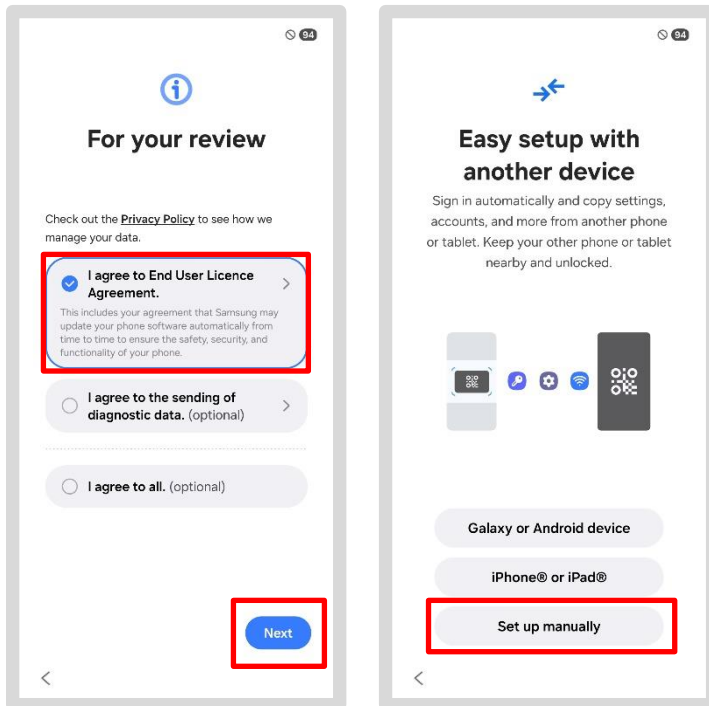 94
For your review
Check out the Privacy Policy to see how we
manage your data.
I agree to End User Licence
Agreement.
This includes your agreement that Samsung may
update your phone software automatically from
time to time to ensure the safety, security, and
functionality of your phone.
I agree to the sending of
diagnostic data. (optional)
I agree to all. (optional)
Next
94
Easy setup with
another device
Sign in automatically and copy settings,
accounts, and more from another phone
or tablet. Keep your other phone or tablet
nearby and unlocked.
Galaxy or Android device
iPhone® or iPad®
Set up manually